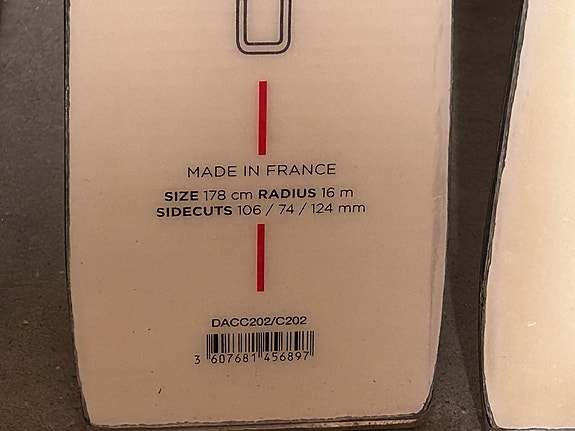 MADE IN FRANCE
SIZE 178 cm RADIUS 16 m
SIDECUTS 106 / 74 / 124 mm
DACC202/C202
3 607681 456897